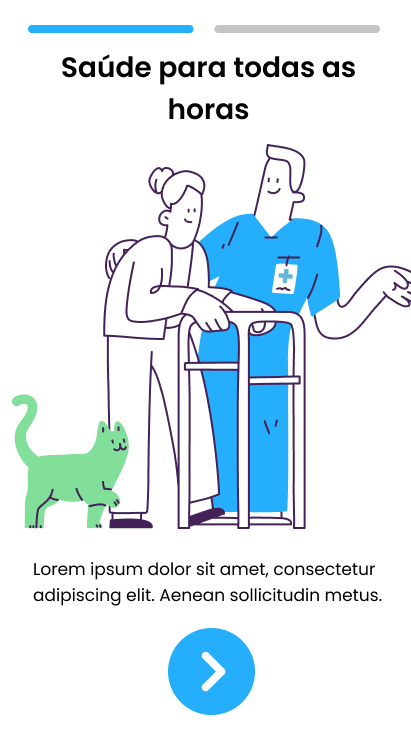 Saúde para todas as
horas
Lorem ipsum dolor sit amet, consectetur
adipiscing elit. Aenean sollicitudin metus.